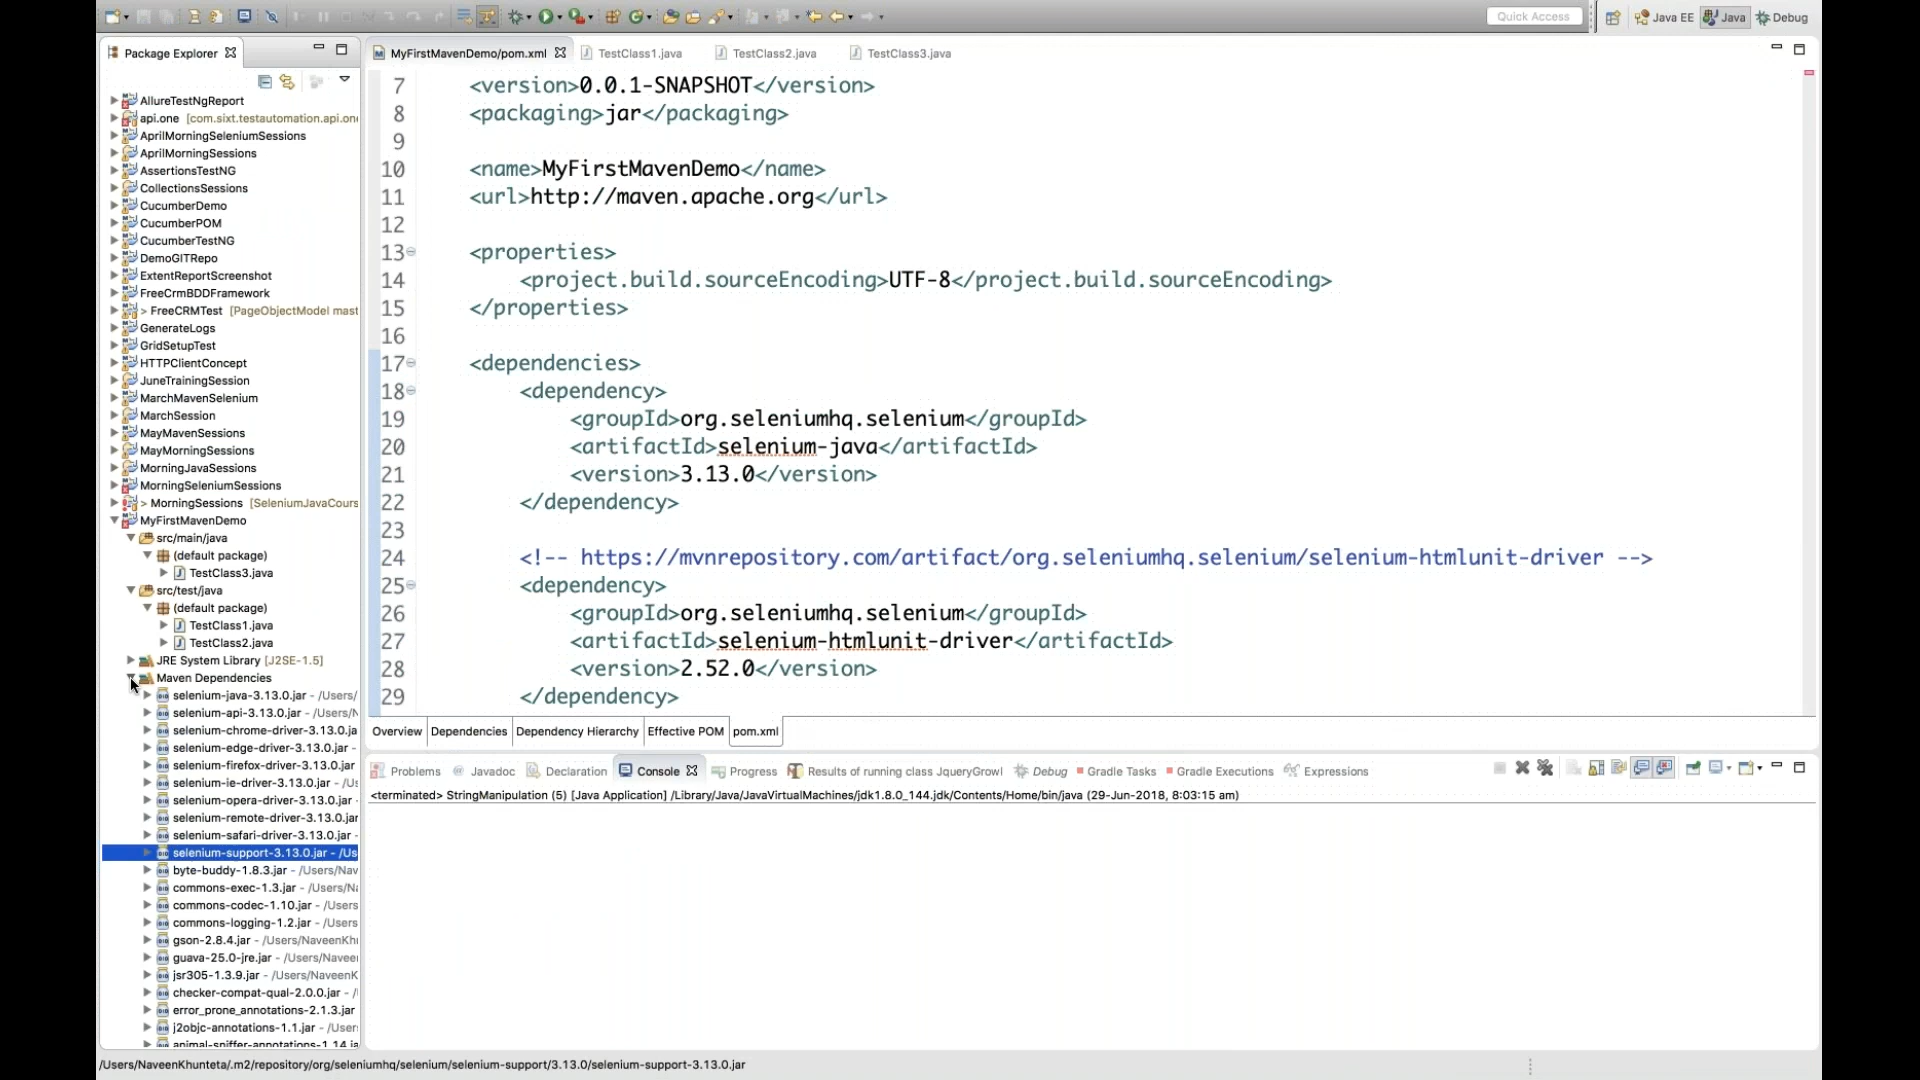 Quick Access
Java EE
Java
Debug
Package Explorer
AllureTestNgReport
api.one [com.sixt.testautomation.api.one
AprilMorningSeleniumSessions
AprilMorningSessions
AssertionsTestNG
CollectionsSessions
CucumberDemo
CucumberPOM
CucumberTestNG
DemoGITRepo
ExtentReportScreenshot
FreeCrmBDDFramework
> FreeCRMTest [PageObjectModel mast
GenerateLogs
GridSetupTest
HTTPClientConcept
JuneTrainingSession
MarchMavenSelenium
MarchSession
MayMavenSessions
MayMorningSessions
MorningJavaSessions
MorningSeleniumSessions
> MorningSessions [SeleniumJavaCours
MyFirstMavenDemo
src/main/java
(default package)
TestClass3.java
src/test/java
(default package)
TestClass1.java
TestClass2.java
JRE System Library [J2SE-1.5]
Maven Dependencies
selenium-java-3.13.0.jar - /Users/
selenium-api-3.13.0.jar - /Users/N
selenium-chrome-driver-3.13.0.ja
selenium-edge-driver-3.13.0.jar -
selenium-firefox-driver-3.13.0.jar
selenium-ie-driver-3.13.0.jar - /Us
selenium-opera-driver-3.13.0.jar -
selenium-remote-driver-3.13.0.jar
selenium-safari-driver-3.13.0.jar -
selenium-support-3.13.0.jar - /Us
byte-buddy-1.8.3.jar - /Users/Nav
commons-exec-1.3.jar - /Users/Na
commons-codec-1.10.jar - /Users
commons-logging-1.2.jar - /Users
gson-2.8.4.jar - /Users/NaveenKh
guava-25.0-jre.jar - /Users/Navee
jsr305-1.3.9.jar - /Users/NaveenK
checker-compat-qual-2.0.0.jar - /
error_prone_annotations-2.1.3.jar
j2objc-annotations-1.1.jar - /User
animal-sniffer-annotations-1.14.ja
MyFirstMavenDemo/pom.xml
TestClass1.java
TestClass2.java
TestClass3.java
7 <version>0.0.1-SNAPSHOT</version>
8 <packaging>jar</packaging>
9
10 <name>MyFirstMavenDemo</name>
11 <url>http://maven.apache.org</url>
12
13 <properties>
14 <project.build.sourceEncoding>UTF-8</project.build.sourceEncoding>
15 </properties>
16
17 <dependencies>
18 <dependency>
19 <groupId>org.seleniumhq.selenium</groupId>
20 <artifactId>selenium-java</artifactId>
21 <version>3.13.0</version>
22 </dependency>
23
24 <!-- https://mvnrepository.com/artifact/org.seleniumhq.selenium/selenium-htmlunit-driver -->
25 <dependency>
26 <groupId>org.seleniumhq.selenium</groupId>
27 <artifactId>selenium-htmlunit-driver</artifactId>
28 <version>2.52.0</version>
29 </dependency>
Overview Dependencies Dependency Hierarchy Effective POM pom.xml
Problems Javadoc Declaration Console Progress Results of running class JqueryGrowl Debug Gradle Tasks Gradle Executions Expressions
<terminated> StringManipulation (5) [Java Application] /Library/Java/JavaVirtualMachines/jdk1.8.0_144.jdk/Contents/Home/bin/java (29-Jun-2018, 8:03:15 am)
/Users/NaveenKhunteta/.m2/repository/org/seleniumhq/selenium/selenium-support/3.13.0/selenium-support-3.13.0.jar